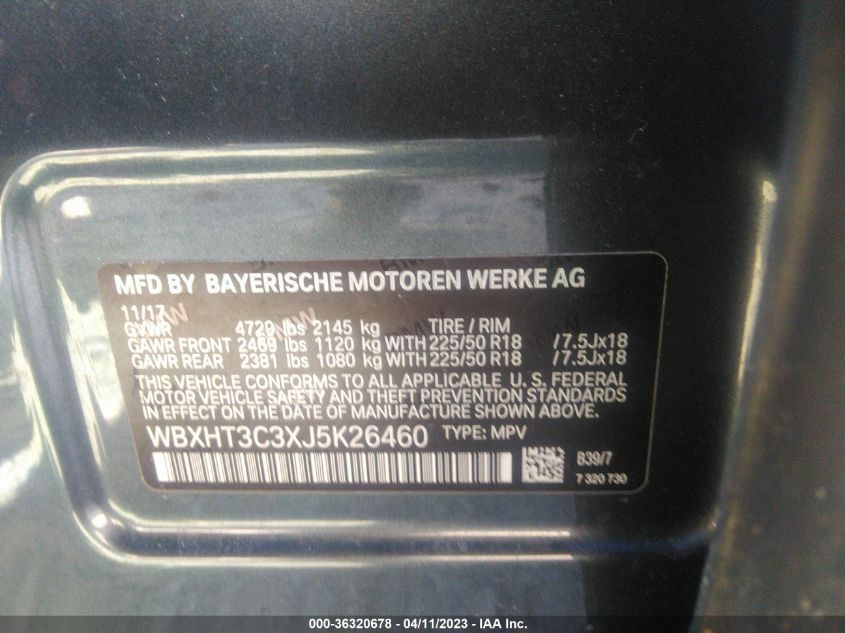 MFD BY BAYERISCHE MOTOREN WERKE AG
11/17
GVWR 4729 lbs 2145 kg TIRE / RIM
GAWR FRONT 2469 lbs 1120 kg WITH 225/50 R18 /7.5Jx18
GAWR REAR 2381 lbs 1080 kg WITH 225/50 R18 /7.5Jx18
THIS VEHICLE CONFORMS TO ALL APPLICABLE U. S. FEDERAL
MOTOR VEHICLE SAFETY AND THEFT PREVENTION STANDARDS
IN EFFECT ON THE DATE OF MANUFACTURE SHOWN ABOVE.
WBXHT3C3XJ5K26460 TYPE: MPV
B39/7
7 320 730
000-36320678 - 04/11/2023 - IAA Inc.